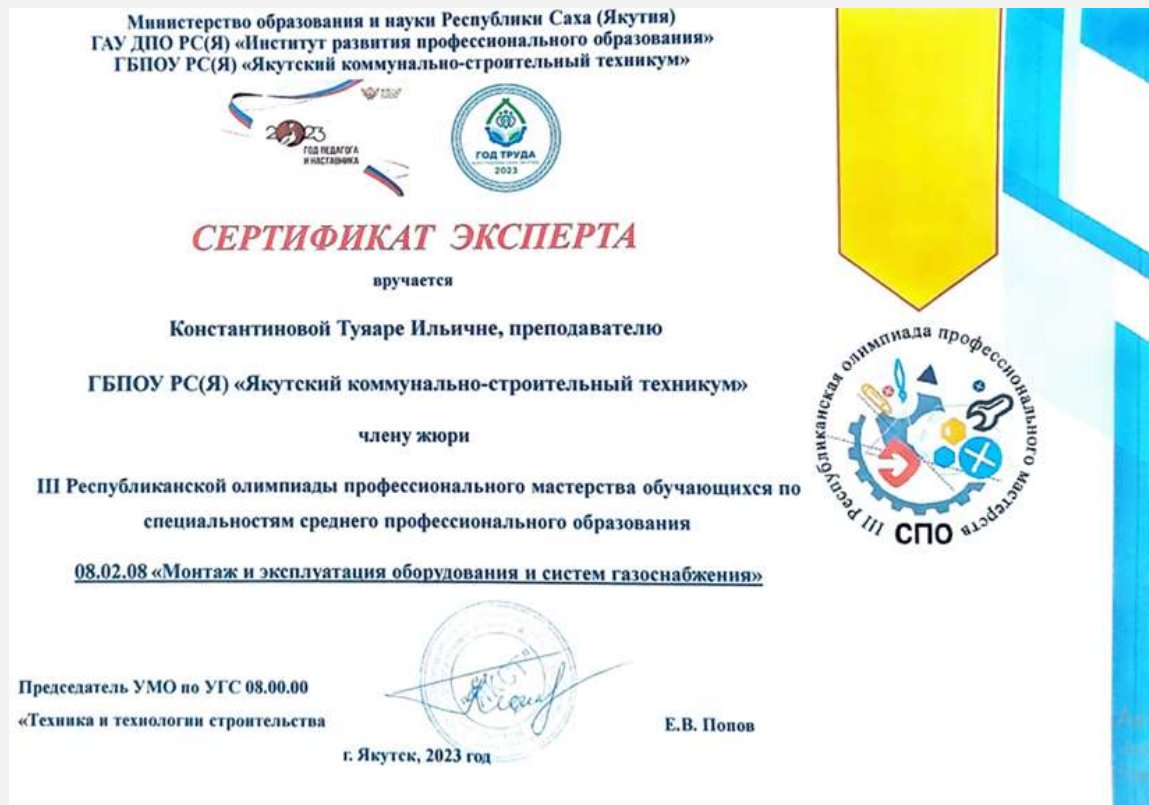 Министерство образования и науки Республики Саха (Якутия)
ГАУ ДПО РС(Я) «Институт развития профессионального образования»
ГБПОУ РС(Я) «Якутский коммунально-строительный техникум»
2023
ГОД ПЕДАГОГА
И НАСТАВНИКА
ГОД ТРУДА
2023
СЕРТИФИКАТ ЭКСПЕРТА
вручается
Константиновой Туяаре Ильичне, преподавателю
ГБПОУ РС(Я) «Якутский коммунально-строительный техникум»
члену жюри
III Республиканской олимпиады профессионального мастерства обучающихся по
специальностям среднего профессионального образования
08.02.08 «Монтаж и эксплуатация оборудования и систем газоснабжения»
III Республиканская олимпиада профессионального мастерств
СПО
Председатель УМО по УГС 08.00.00
«Техника и технологии строительства
Е.В. Попов
г. Якутск, 2023 год